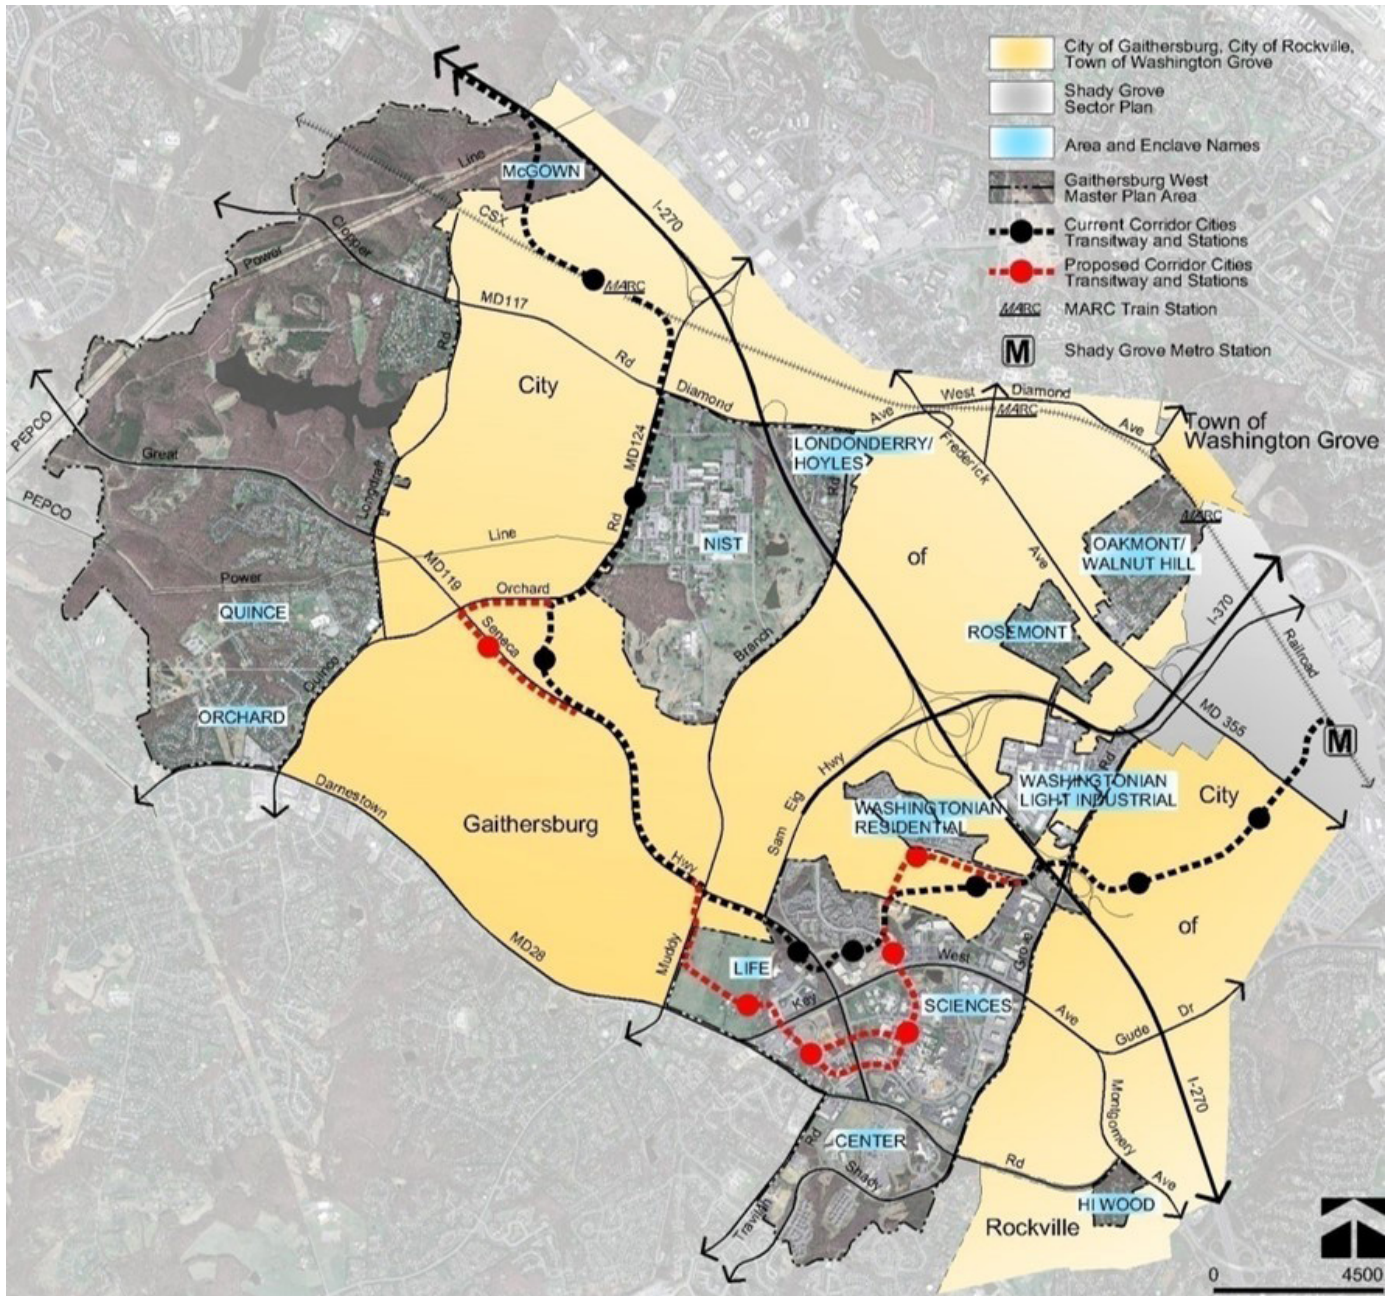 City of Gaithersburg, City of Rockville,
Town of Washington Grove
Shady Grove
Sector Plan
Area and Enclave Names
Gaithersburg West
Master Plan Area
Current Corridor Cities
Transitway and Stations
Proposed Corridor Cities
Transitway and Stations
MARC
MARC Train Station
M
Shady Grove Metro Station
McGOWN
Line
Power
CSX
I-270
Clopper
MD117
Rd
Rd
MARC
City
Diamond
Ave
West
Diamond
Ave
MARC
Town of
Washington Grove
PEPCO
Great
Longdraft
MD124
Rd
LONDONDERRY/
HOYLES
Rd
Frederick
Ave
PEPCO
Line
Power
MD119
Orchard
NIST
of
MARC
OAKMONT/
WALNUT HILL
QUINCE
Seneca
Branch
ROSEMONT
I-370
Railroad
Quince
ORCHARD
MD 355
M
Darnestown
Gaithersburg
Hwy
Sam
Eig
Hwy
WASHINGTONIAN
RESIDENTIAL
Rd
WASHINGTONIAN
LIGHT INDUSTRIAL
City
of
MD28
Muddy
LIFE
Key
West
Ave
SCIENCES
Grove
Gude
Dr
I-270
Montgomery
Ave
CENTER
Rd
Shady
Rd
Travilah
HI WOOD
Rockville
0
4500